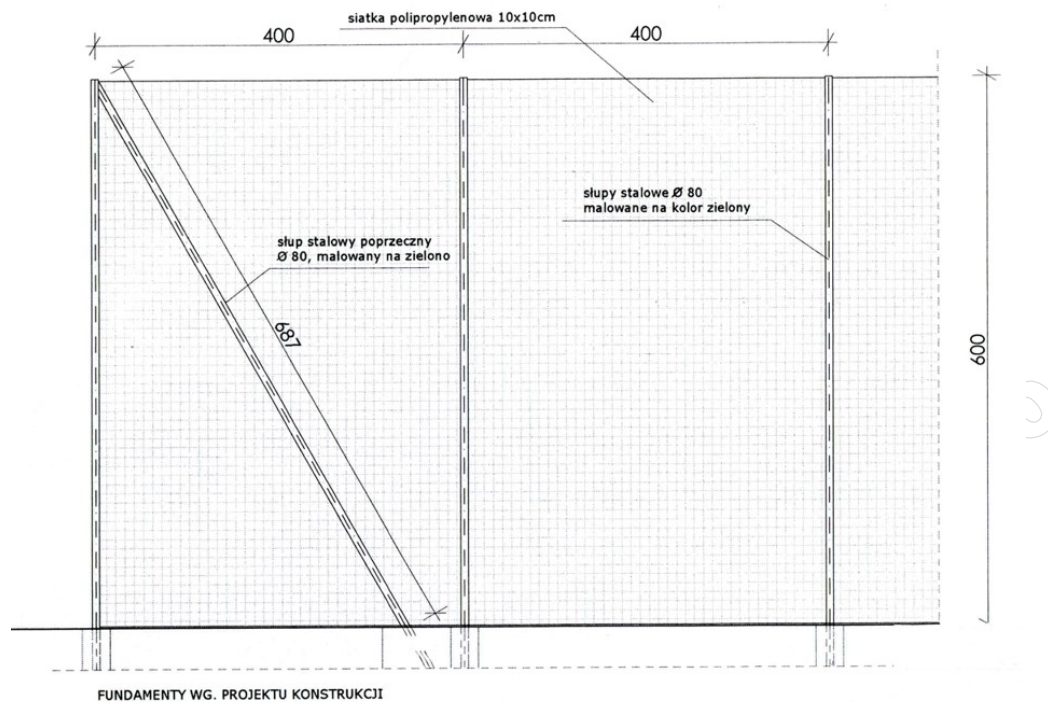 siatka polipropylenowa 10x10cm
400
400
słupy stalowe Ø 80
malowane na kolor zielony
słup stalowy poprzeczny
Ø 80, malowany na zielono
687
600
FUNDAMENTY WG. PROJEKTU KONSTRUKCJI